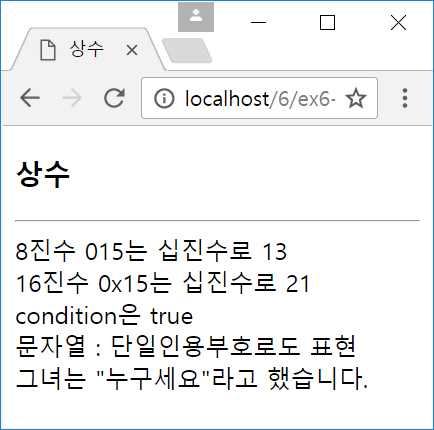 상수
localhost/6/ex6-
상수
8진수 015는 십진수로 13
16진수 0x15는 십진수로 21
condition은 true
문자열 : 단일인용부호로도 표현
그녀는 "누구세요"라고 했습니다.